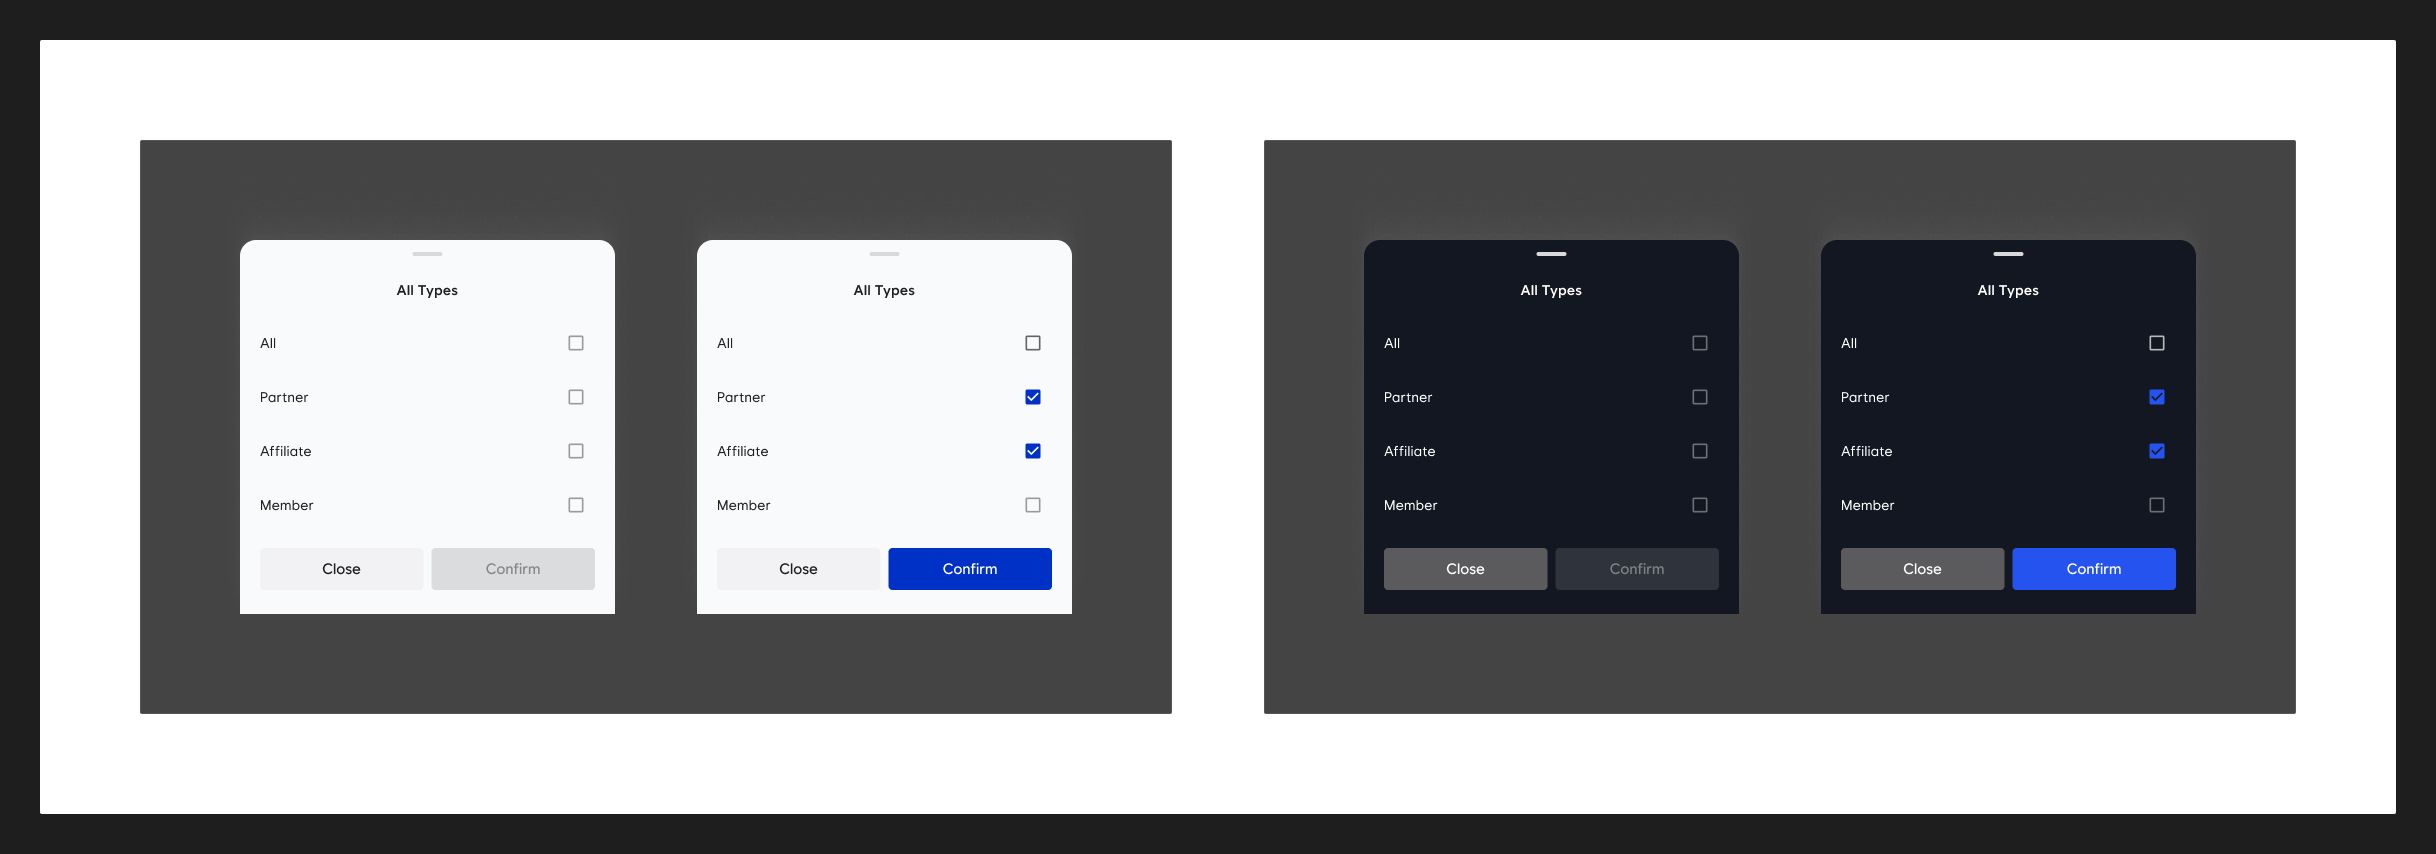 All Types
All
Partner
Affiliate
Member
Close
Confirm
All Types
All
Partner
Affiliate
Member
Close
Confirm
All Types
All
Partner
Affiliate
Member
Close
Confirm
All Types
All
Partner
Affiliate
Member
Close
Confirm